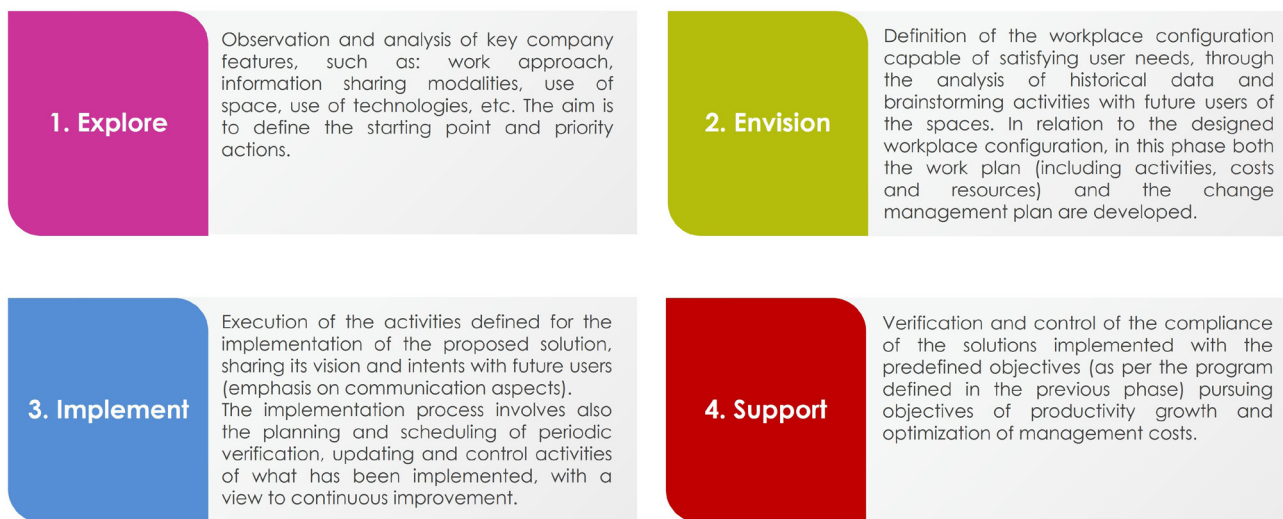 1. Explore
Observation and analysis of key company
features, such as: work approach,
information sharing modalities, use of
space, use of technologies, etc. The aim is
to define the starting point and priority
actions.
2. Envision
Definition of the workplace configuration
capable of satisfying user needs, through
the analysis of historical data and
brainstorming activities with future users of
the spaces. In relation to the designed
workplace configuration, in this phase both
the work plan (including activities, costs
and resources) and the change
management plan are developed.
3. Implement
Execution of the activities defined for the
implementation of the proposed solution,
sharing its vision and intents with future users
(emphasis on communication aspects).
The implementation process involves also
the planning and scheduling of periodic
verification, updating and control activities
of what has been implemented, with a
view to continuous improvement.
4. Support
Verification and control of the compliance
of the solutions implemented with the
predefined objectives (as per the program
defined in the previous phase) pursuing
objectives of productivity growth and
optimization of management costs.